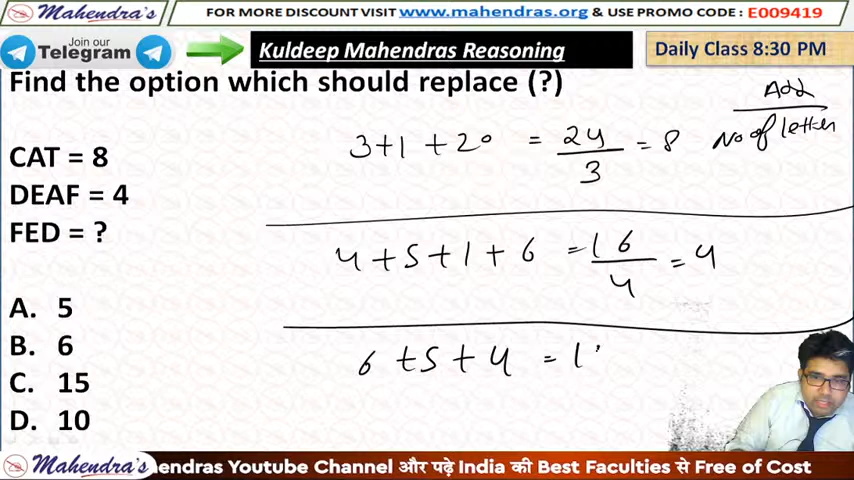 Mahendra's
FOR MORE DISCOUNT VISIT www.mahendras.org & USE PROMO CODE : E009419
Join our
Telegram
Kuldeep Mahendras Reasoning
Daily Class 8:30 PM
Find the option which should replace (?)
Add
No of letter
CAT = 8
3+1+20 = 24/3 = 8
DEAF = 4
FED = ?
4+5+1+6 = 16/4 = 4
A. 5
B. 6
6+5+4 = 1
C. 15
D. 10
Mahendra's
hendras Youtube Channel और पढ़े India की Best Faculties से Free of Cost